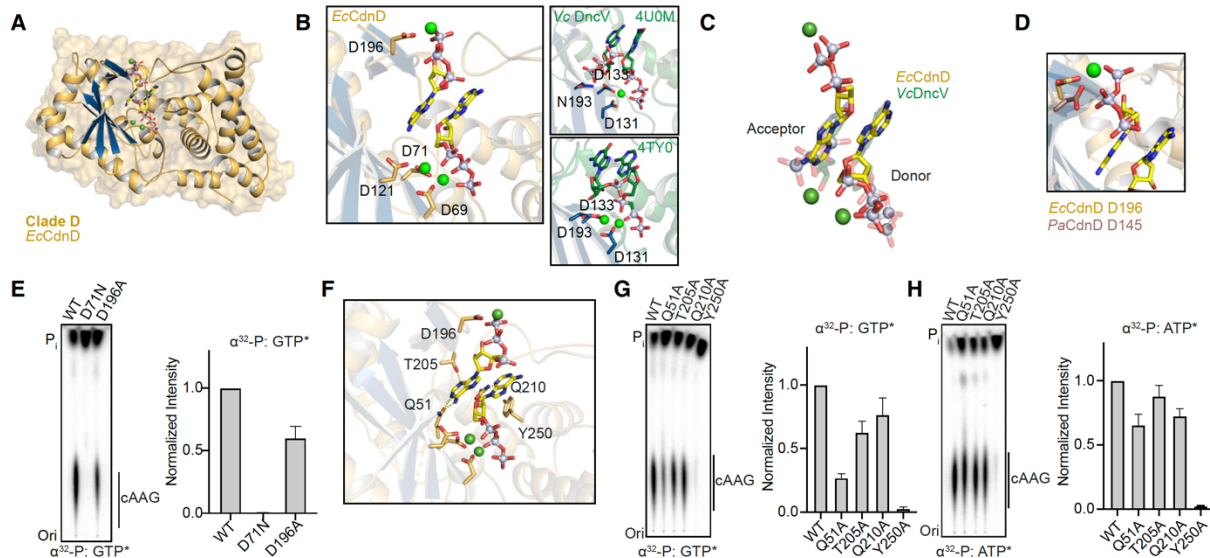 A
Clade D
EcCdnD
B
EcCdnD
D196
D71
D121
D69
Vc DncV 4U0M
D133
N193
D131
4TY0
D133
D193
D131
C
EcCdnD
VcDncV
Acceptor
Donor
D
EcCdnD D196
PaCdnD D145
E
WT D71N D196A
Pi
cAAG
Ori
α32-P: GTP*
α32-P: GTP*
Normalized Intensity
1.0
0.5
0.0
WT D71N D196A
F
D196
T205
Q51
Q210
Y250
G
WT Q51A T205A Q210A Y250A
Pi
cAAG
Ori
α32-P: GTP*
α32-P: GTP*
Normalized Intensity
1.0
0.5
0.0
WT Q51A T205A Q210A Y250A
H
WT Q51A T205A Q210A Y250A
Pi
cAAG
Ori
α32-P: ATP*
α32-P: ATP*
Normalized Intensity
1.0
0.5
0.0
WT Q51A T205A Q210A Y250A